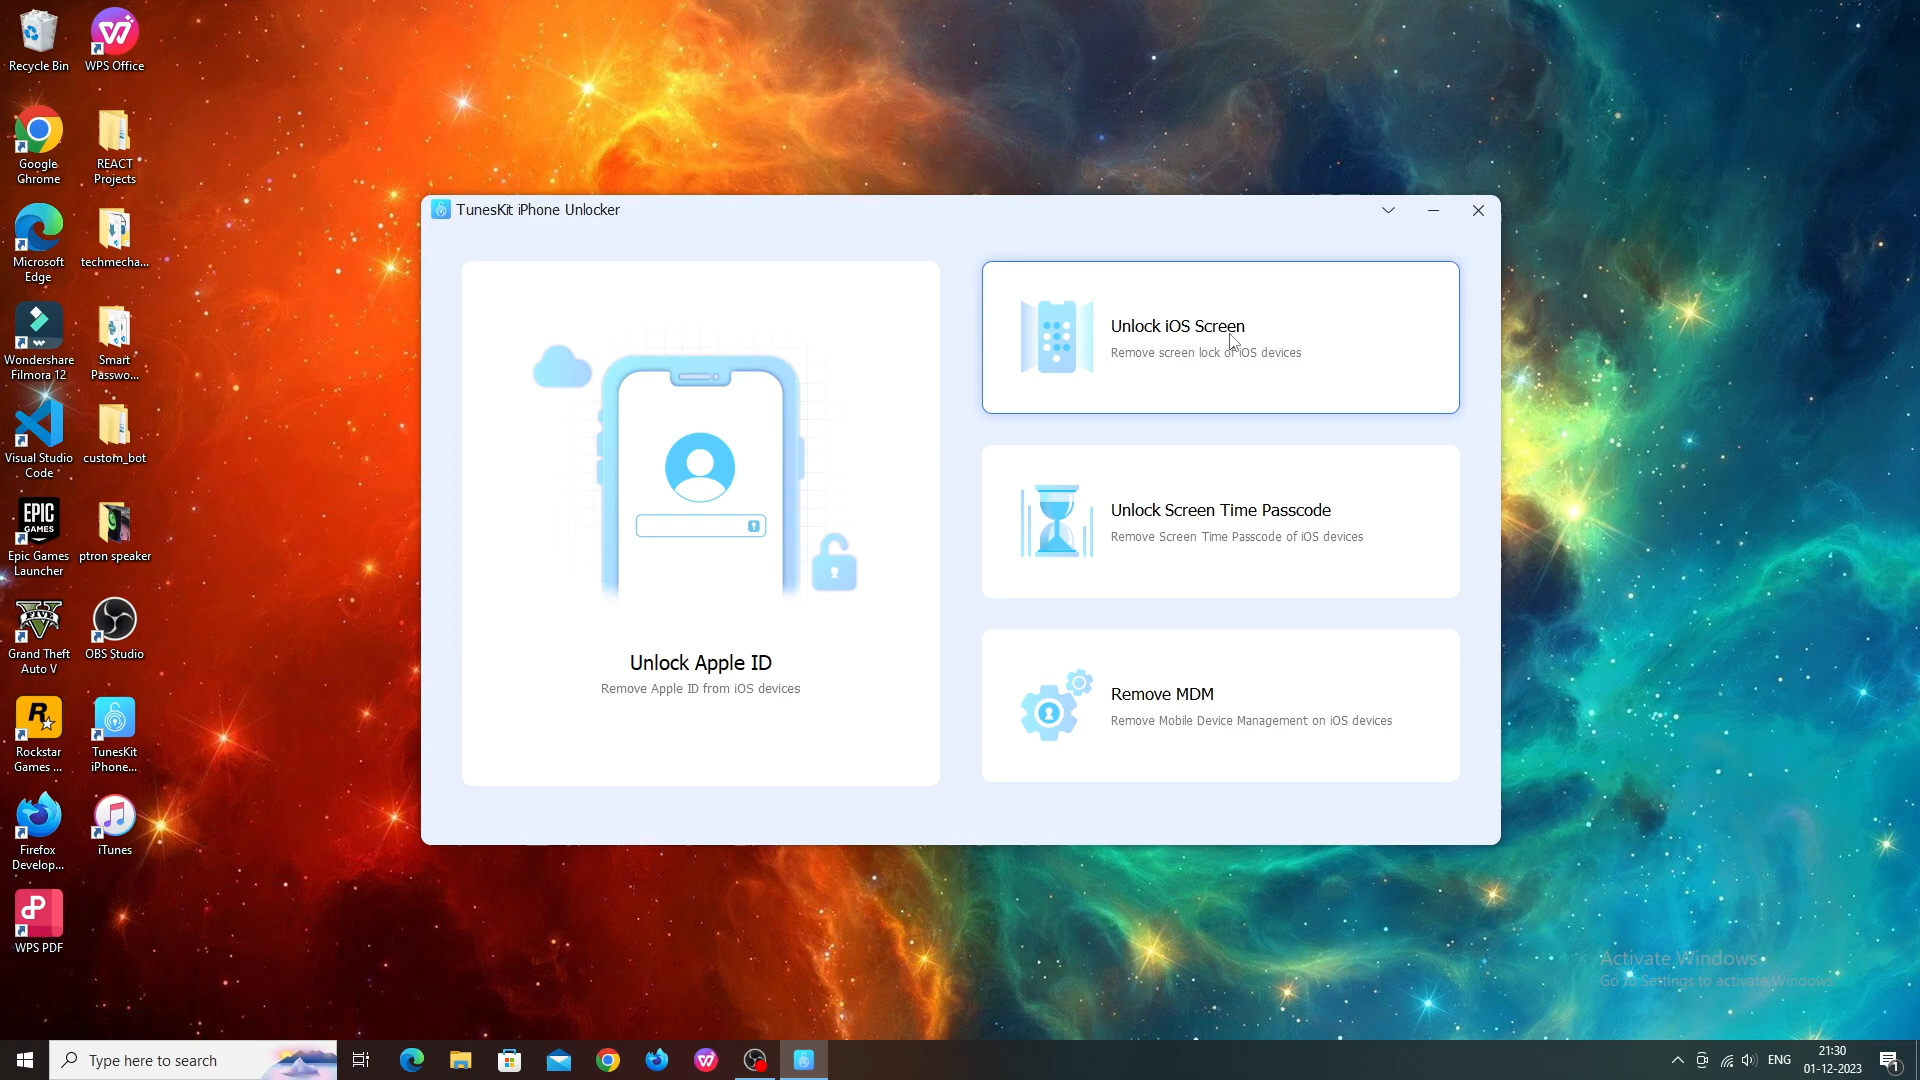 Recycle Bin
WPS Office
Google
Chrome
REACT
Projects
Microsoft
Edge
techmecha...
Wondershare
Filmora 12
Smart
Passwo...
Visual Studio
Code
custom_bot
EPIC
GAMES
Epic Games
Launcher
ptron speaker
FIVE
Grand Theft
Auto V
OBS Studio
Rockstar
Games ...
TunesKit
iPhone...
Firefox
Develop...
iTunes
WPS PDF
TunesKit iPhone Unlocker
Unlock Apple ID
Remove Apple ID from iOS devices
Unlock iOS Screen
Remove screen lock of iOS devices
Unlock Screen Time Passcode
Remove Screen Time Passcode of iOS devices
Remove MDM
Remove Mobile Device Management on iOS devices
Activate Windows
Go to Settings to activate Windows.
Type here to search
ENG
21:30
01-12-2023
1